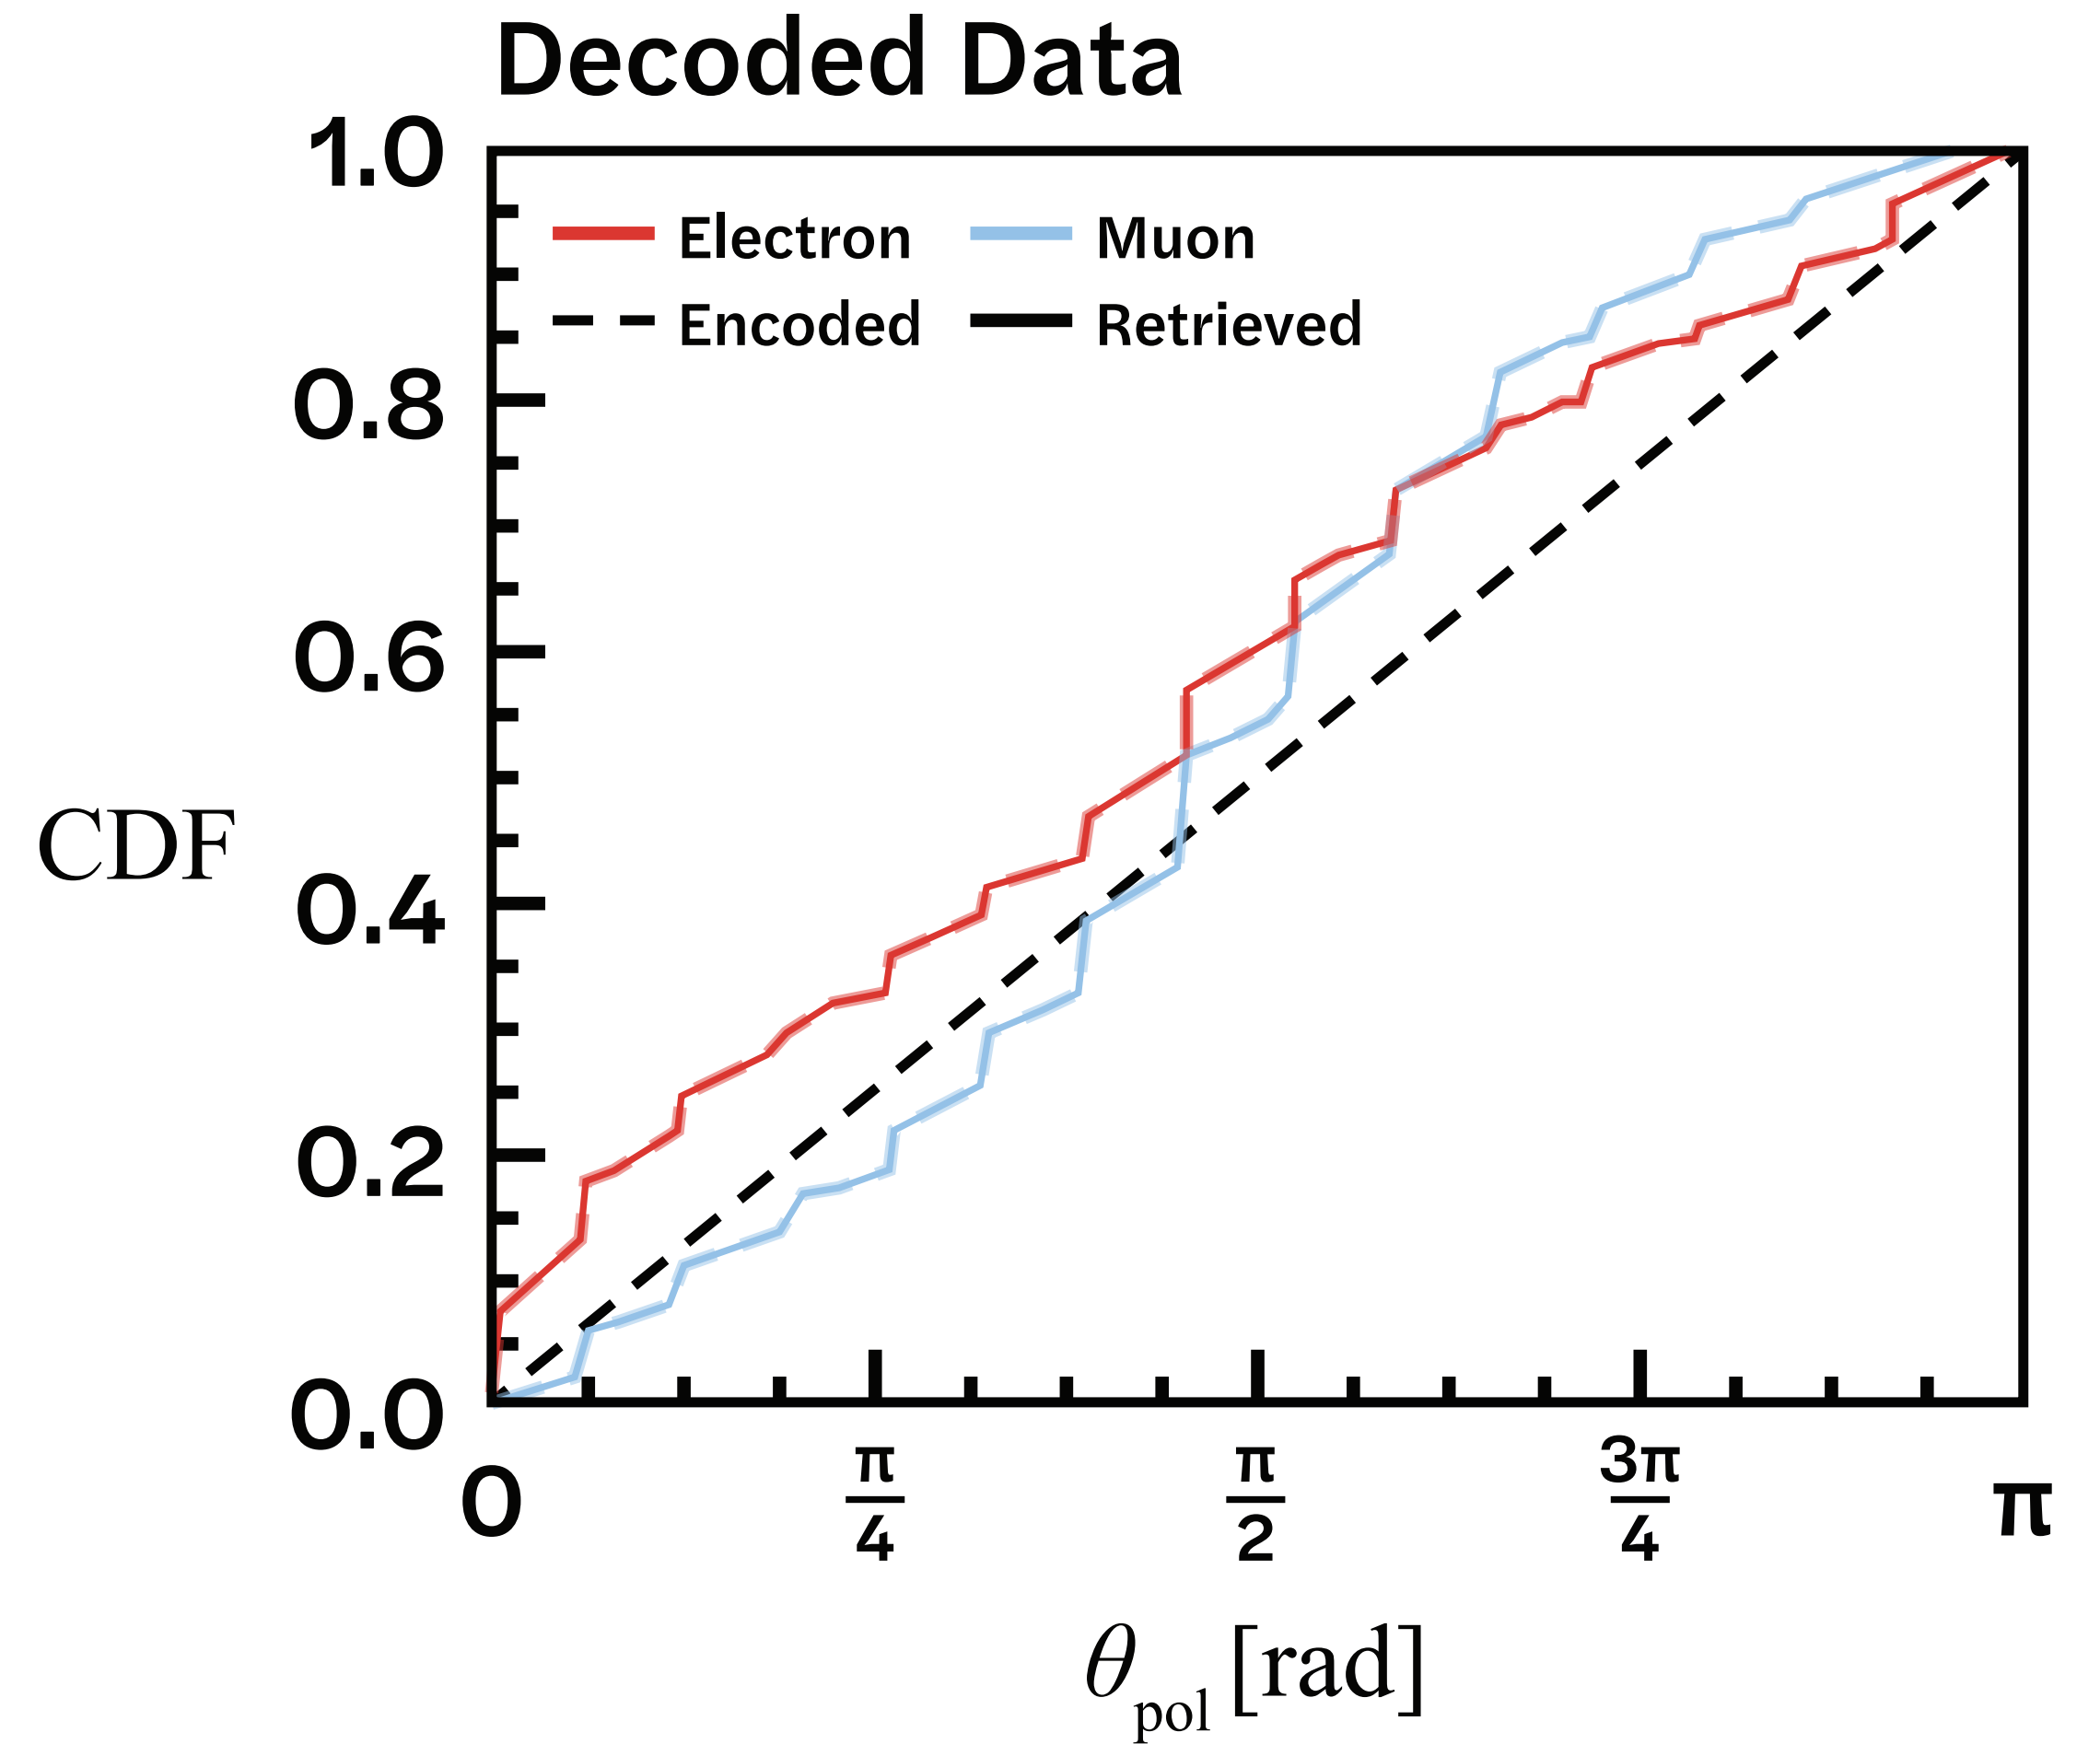 Decoded Data
1.0
Electron Muon
Encoded Retrieved
0.8
0.6
CDF
0.4
0.2
0.0
0 π/4 π/2 3π/4 π
θpol [rad]